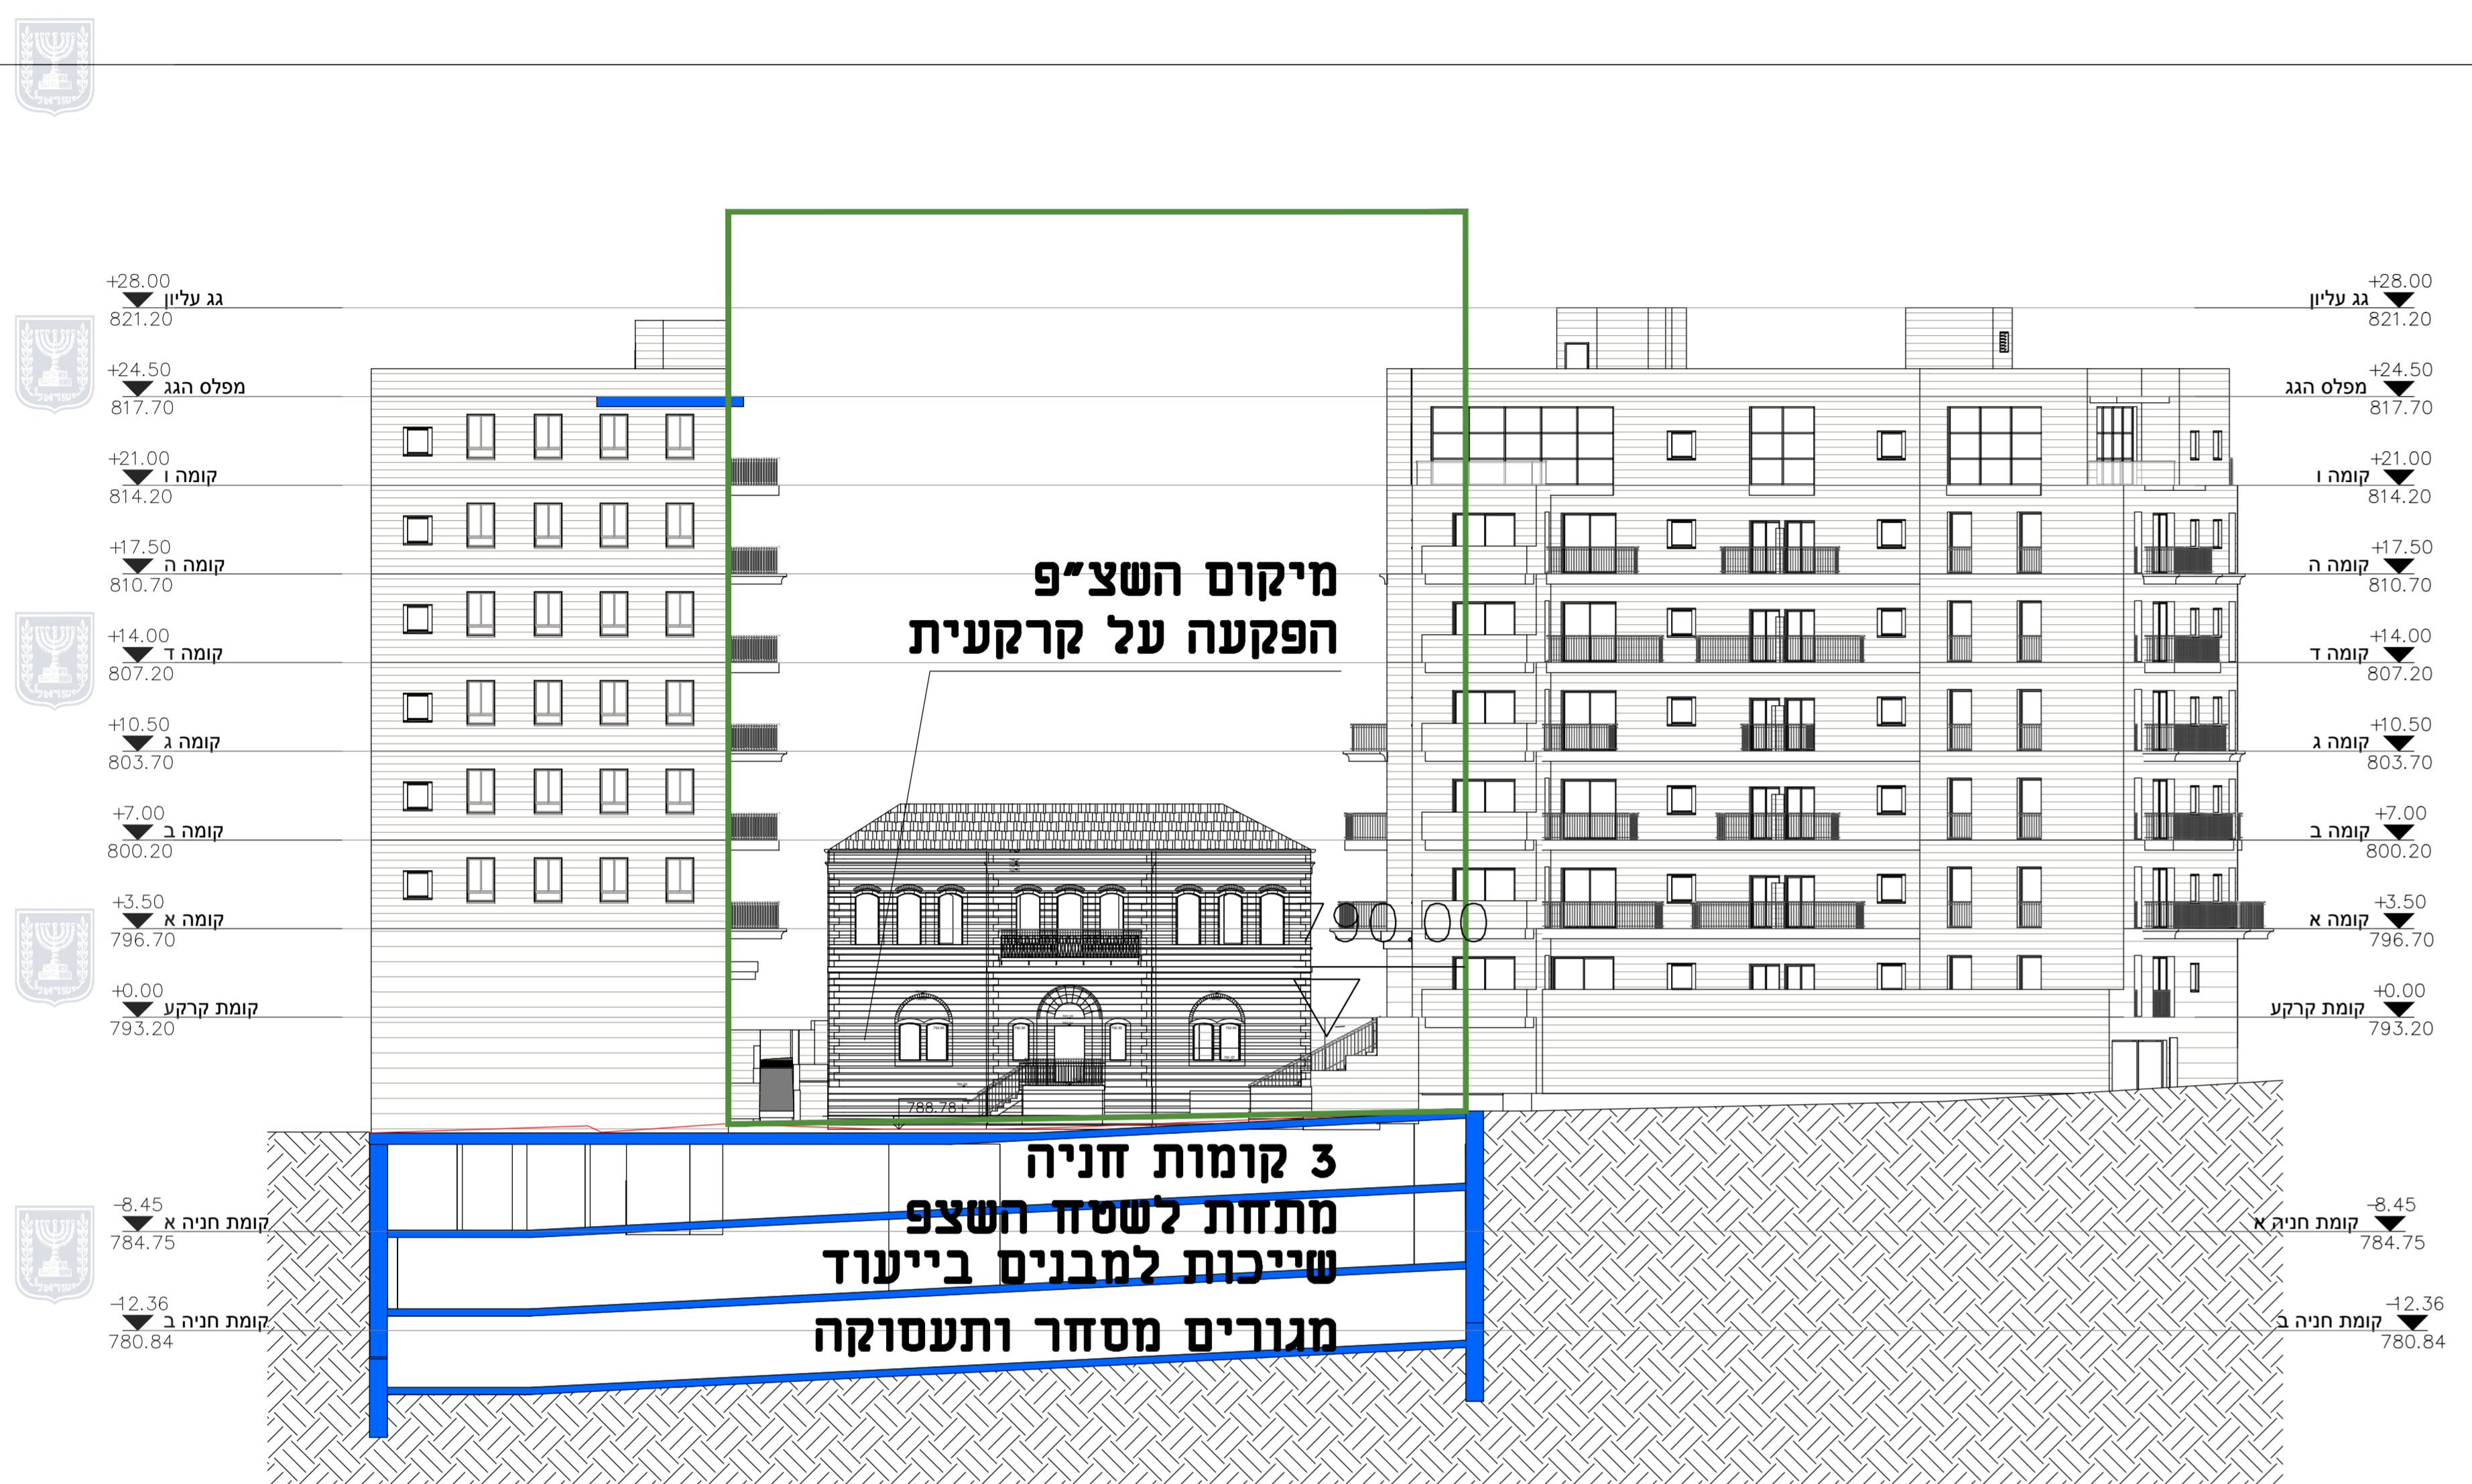 +28.00
גג עליון
821.20
+24.50
מפלס הגג
817.70
+21.00
קומה ו
814.20
+17.50
קומה ה
810.70
+14.00
קומה ד
807.20
+10.50
קומה ג
803.70
+7.00
קומה ב
800.20
+3.50
קומה א
796.70
+0.00
קומת קרקע
793.20
-8.45
קומת חניה א
784.75
-12.36
קומת חניה ב
780.84
מיקום השצ״פ
הפקעה על קרקעית
790.00
788.78+
3 קומות חניה
מתחת לשטח השצפ
שייכות למבנים בייעוד
מגורים מסחר ותעסוקה
+28.00
גג עליון
821.20
+24.50
מפלס הגג
817.70
+21.00
קומה ו
814.20
+17.50
קומה ה
810.70
+14.00
קומה ד
807.20
+10.50
קומה ג
803.70
+7.00
קומה ב
800.20
+3.50
קומה א
796.70
+0.00
קומת קרקע
793.20
-8.45
קומת חניה א
784.75
-12.36
קומת חניה ב
780.84